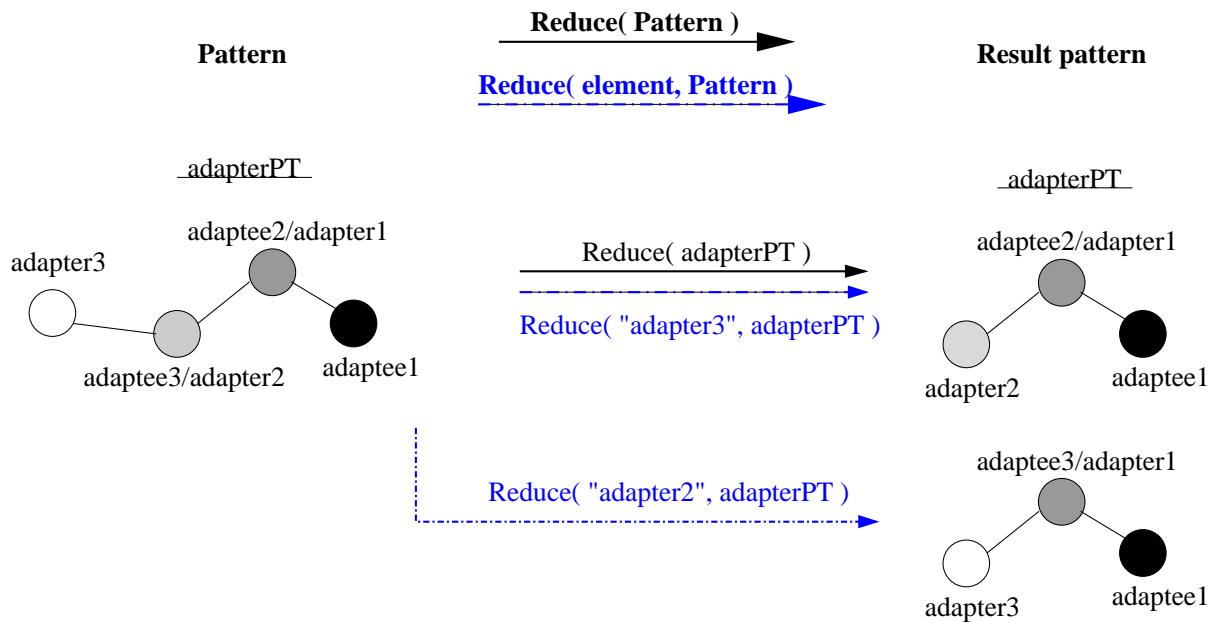 Reduce( Pattern )
Pattern
Result pattern
Reduce( element, Pattern )
adapterPT
adapterPT
adaptee2/adapter1
adapter3
adaptee3/adapter2
adaptee1
Reduce( adapterPT )
Reduce( "adapter3", adapterPT )
adaptee2/adapter1
adapter2
adaptee1
Reduce( "adapter2", adapterPT )
adaptee3/adapter1
adapter3
adaptee1